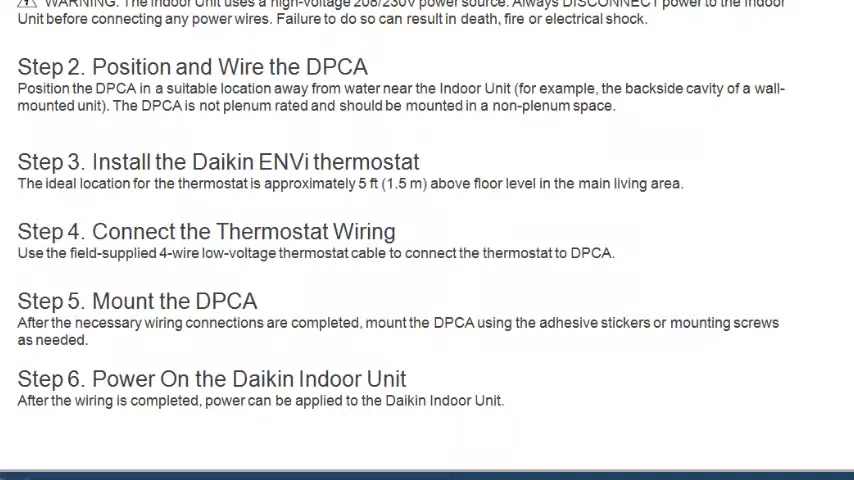 WARNING: The Indoor Unit uses a high-voltage 208/230V power source. Always DISCONNECT power to the Indoor
Unit before connecting any power wires. Failure to do so can result in death, fire or electrical shock.
Step 2. Position and Wire the DPCA
Position the DPCA in a suitable location away from water near the Indoor Unit (for example, the backside cavity of a wall-
mounted unit). The DPCA is not plenum rated and should be mounted in a non-plenum space.
Step 3. Install the Daikin ENVi thermostat
The ideal location for the thermostat is approximately 5 ft (1.5 m) above floor level in the main living area.
Step 4. Connect the Thermostat Wiring
Use the field-supplied 4-wire low-voltage thermostat cable to connect the thermostat to DPCA.
Step 5. Mount the DPCA
After the necessary wiring connections are completed, mount the DPCA using the adhesive stickers or mounting screws
as needed.
Step 6. Power On the Daikin Indoor Unit
After the wiring is completed, power can be applied to the Daikin Indoor Unit.